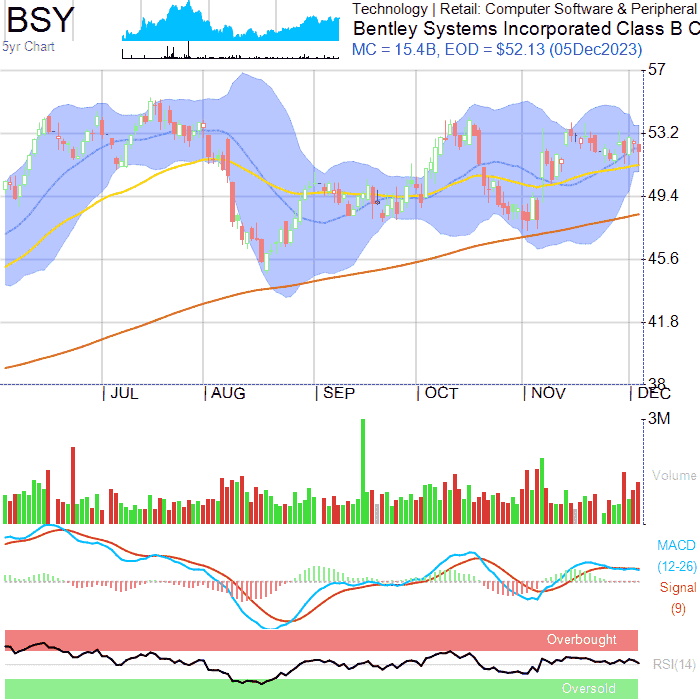 BSY
5yr Chart
Technology | Retail: Computer Software & Peripheral
Bentley Systems Incorporated Class B C
MC = 15.4B, EOD = $52.13 (05Dec2023)
57
53.2
49.4
45.6
41.8
38
JUL
AUG
SEP
OCT
NOV
DEC
3M
Volume
MACD
(12-26)
Signal
(9)
Overbought
RSI(14)
Oversold